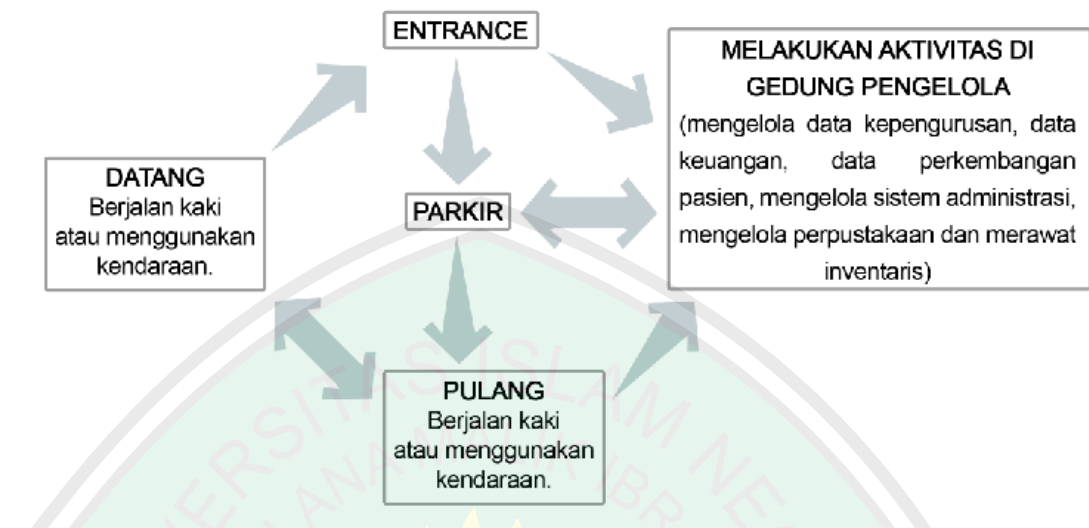 ENTRANCE
MELAKUKAN AKTIVITAS DI
GEDUNG PENGELOLA
(mengelola data kepengurusan, data
keuangan, data perkembangan
pasien, mengelola sistem administrasi,
mengelola perpustakaan dan merawat
inventaris)
DATANG
Berjalan kaki
atau menggunakan
kendaraan.
PARKIR
PULANG
Berjalan kaki
atau menggunakan
kendaraan.